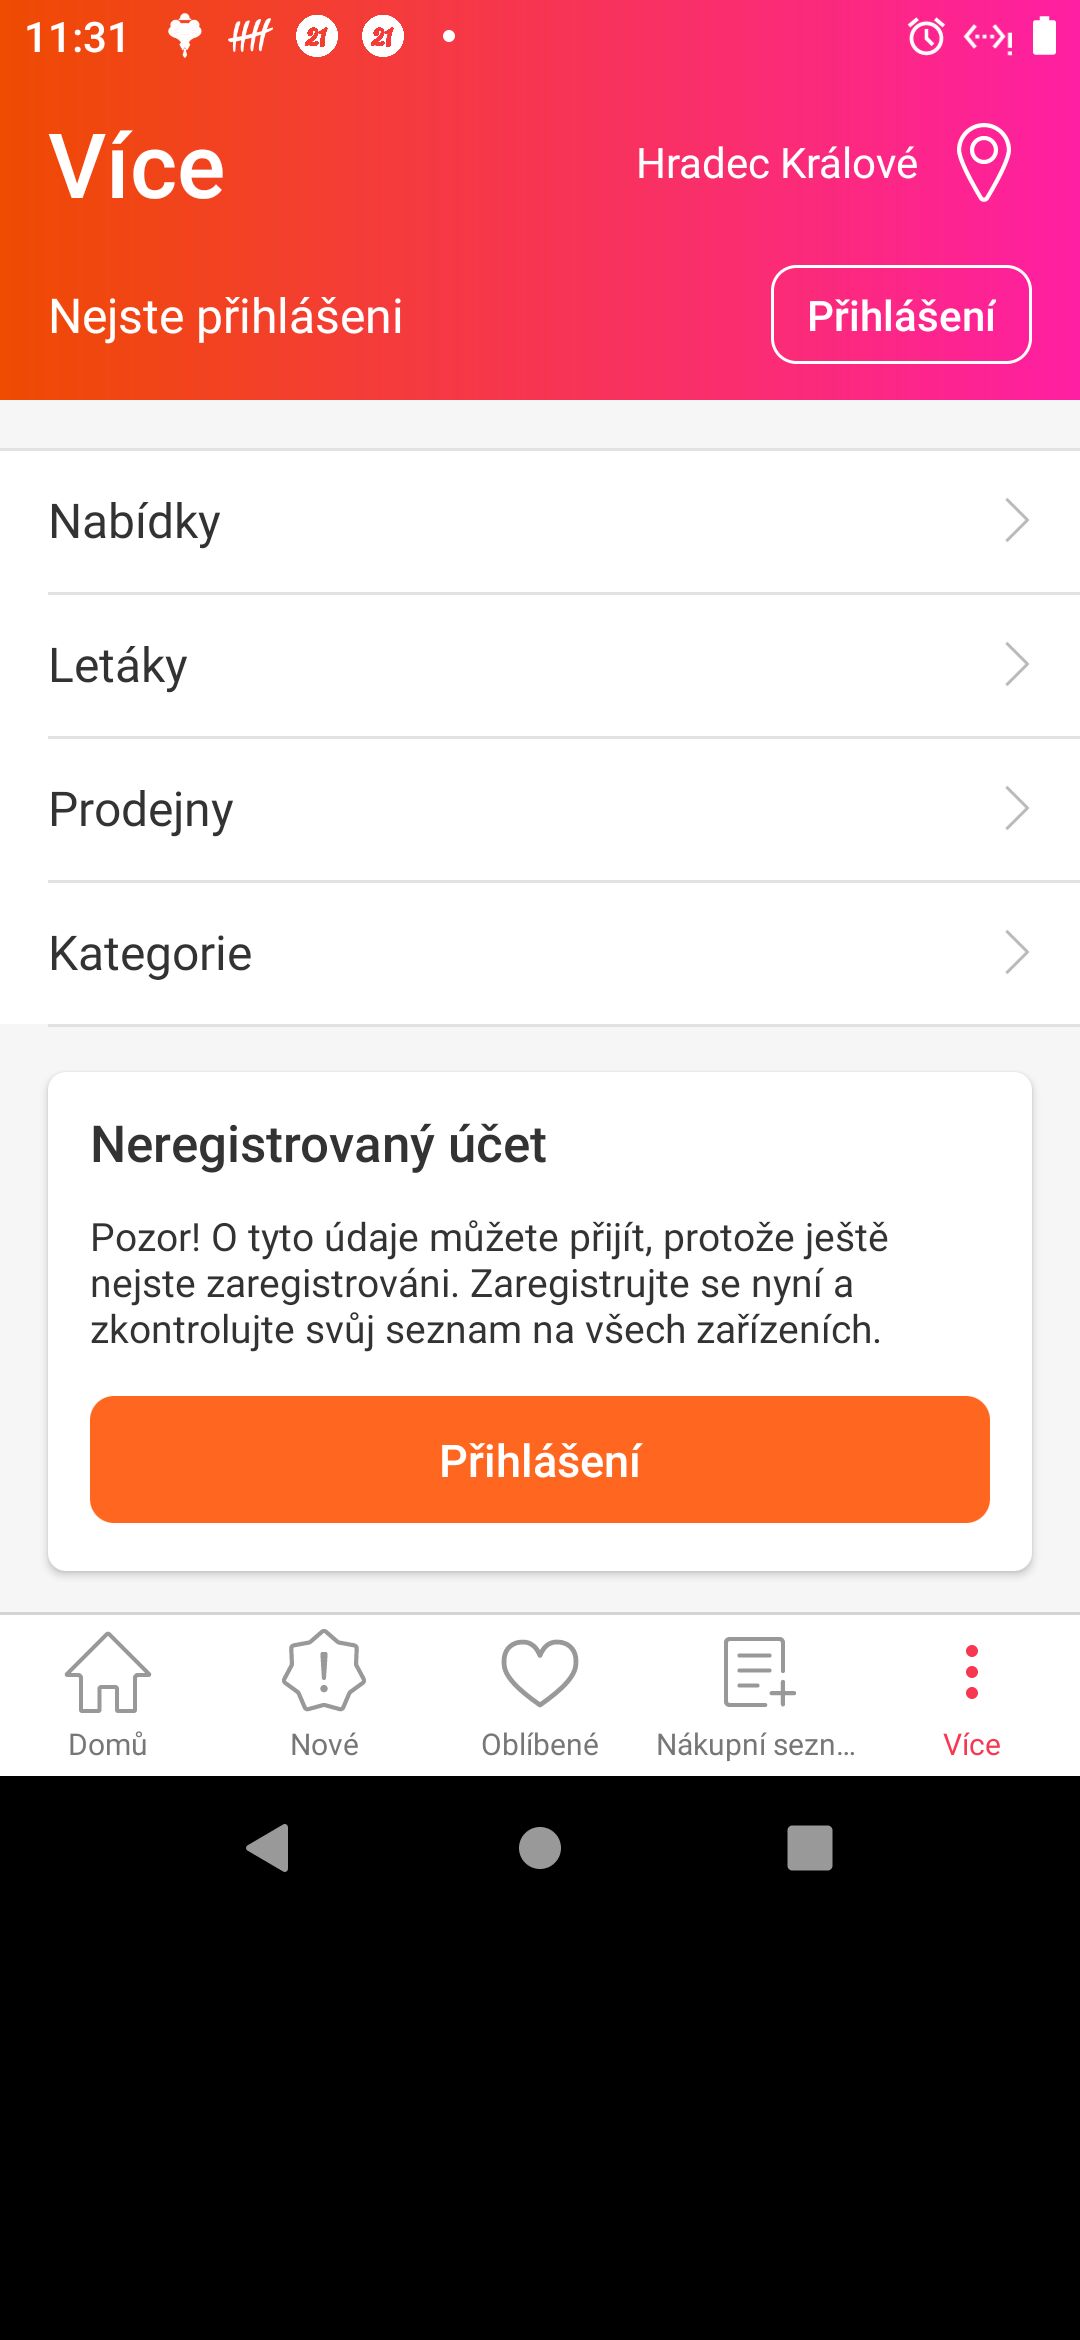 11:31
21
21
Více
Hradec Králové
Nejste přihlášeni
Přihlášení
Nabídky
Letáky
Prodejny
Kategorie
Neregistrovaný účet
Pozor! O tyto údaje můžete přijít, protože ještě
nejste zaregistrováni. Zaregistrujte se nyní a
zkontrolujte svůj seznam na všech zařízeních.
Přihlášení
Domů
Nové
Oblíbené
Nákupní sezn...
Více